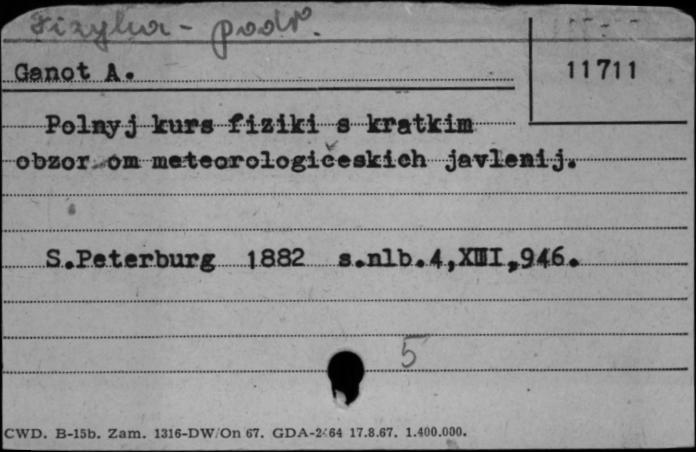 Fizyka - podr.
Ganot A.
11711
Polnyj kurs fiziki s kratkim
obzor om meteorologičeskich javlenij.
S.Peterburg 1882 s.nlb.4,XIII,946.
5
CWD. B-15b. Zam. 1316-DW/On 67. GDA-2/64 17.8.67. 1.400.000.